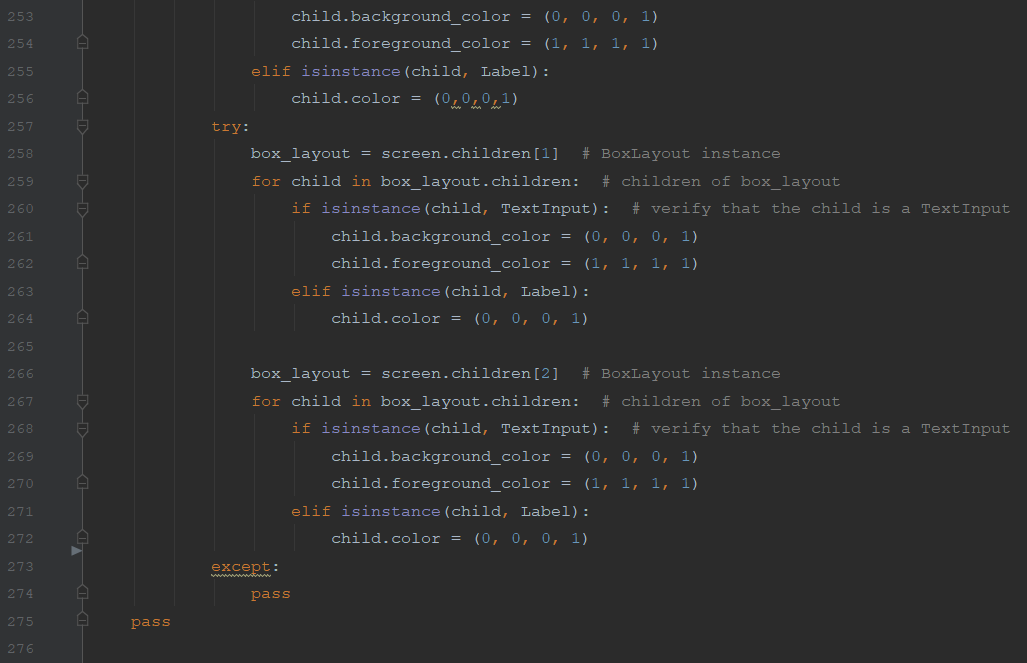 253 child.background_color = (0, 0, 0, 1)
254 child.foreground_color = (1, 1, 1, 1)
255 elif isinstance(child, Label):
256 child.color = (0,0,0,1)
257 try:
258 box_layout = screen.children[1]  # BoxLayout instance
259 for child in box_layout.children:  # children of box_layout
260 if isinstance(child, TextInput):  # verify that the child is a TextInput
261 child.background_color = (0, 0, 0, 1)
262 child.foreground_color = (1, 1, 1, 1)
263 elif isinstance(child, Label):
264 child.color = (0, 0, 0, 1)
265
266 box_layout = screen.children[2]  # BoxLayout instance
267 for child in box_layout.children:  # children of box_layout
268 if isinstance(child, TextInput):  # verify that the child is a TextInput
269 child.background_color = (0, 0, 0, 1)
270 child.foreground_color = (1, 1, 1, 1)
271 elif isinstance(child, Label):
272 child.color = (0, 0, 0, 1)
273 except:
274 pass
275 pass
276